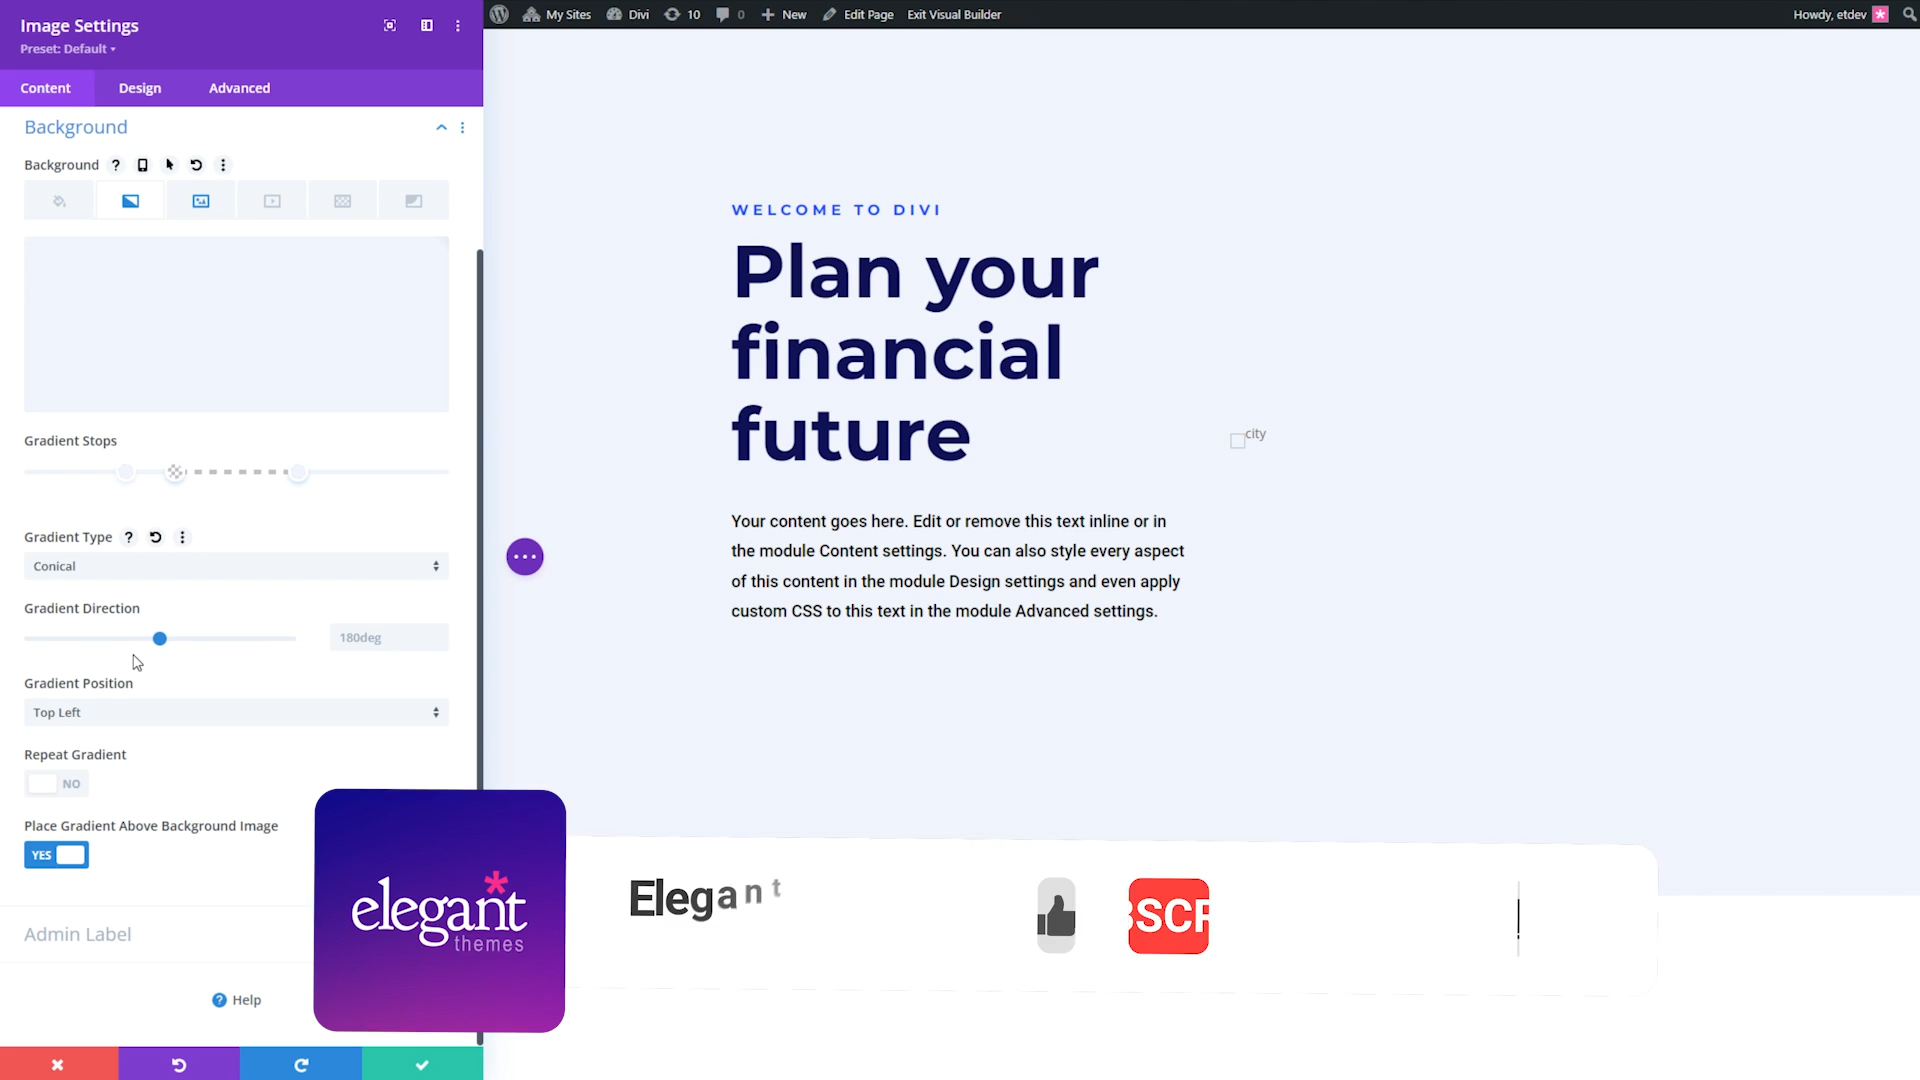 Image Settings
Preset: Default
Content Design Advanced
Background
Background ?
Gradient Stops
Gradient Type ?
Conical
Gradient Direction
180deg
Gradient Position
Top Left
Repeat Gradient
NO
Place Gradient Above Background Image
YES
Admin Label
? Help
My Sites Divi 10 0 New Edit Page Exit Visual Builder Howdy, etdev
WELCOME TO DIVI
Plan your
financial
future
city
Your content goes here. Edit or remove this text inline or in
the module Content settings. You can also style every aspect
of this content in the module Design settings and even apply
custom CSS to this text in the module Advanced settings.
elegant
themes
Elegant